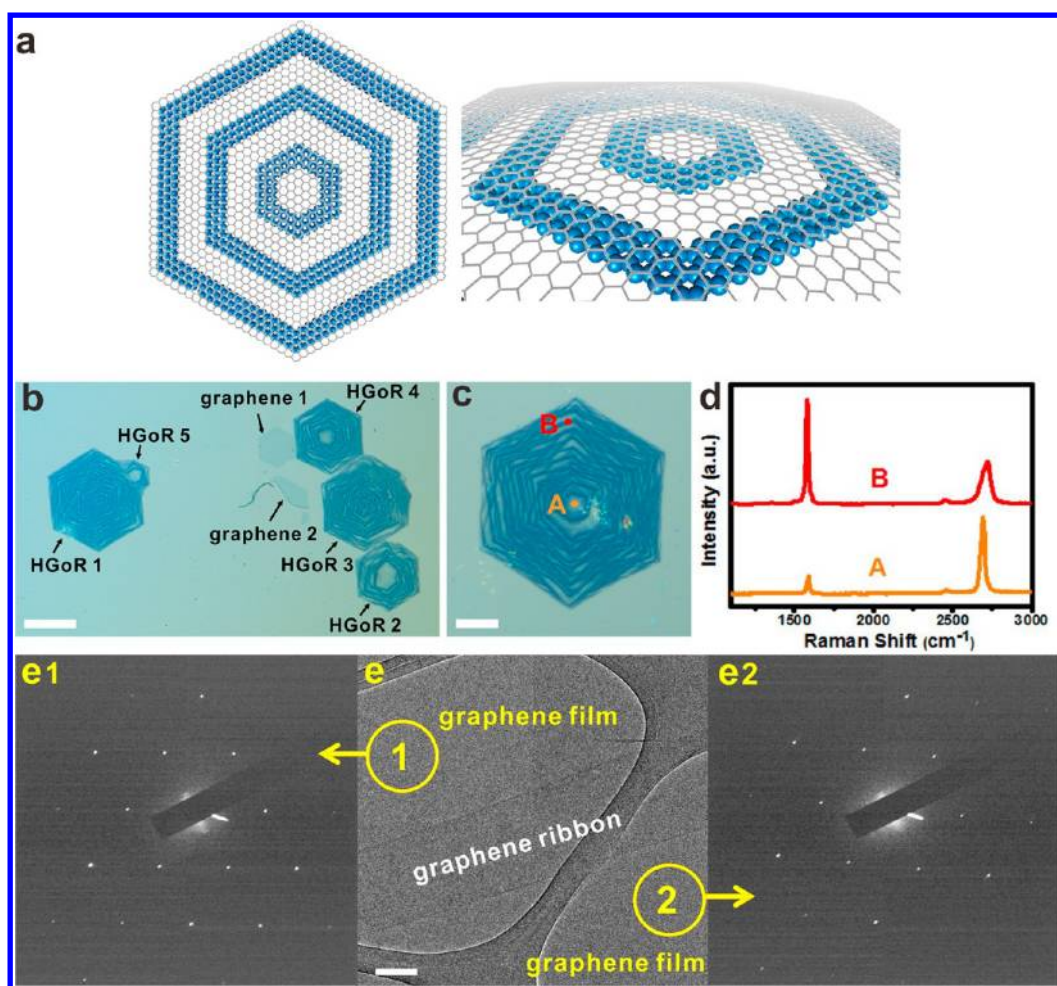 a
b
graphene 1
HGoR 4
HGoR 5
graphene 2
HGoR 1
HGoR 3
HGoR 2
c
B
A
d
Intensity (a.u.)
B
A
1500 2000 2500 3000
Raman Shift (cm-1)
e1
e
graphene film
1
graphene ribbon
2
graphene film
e2